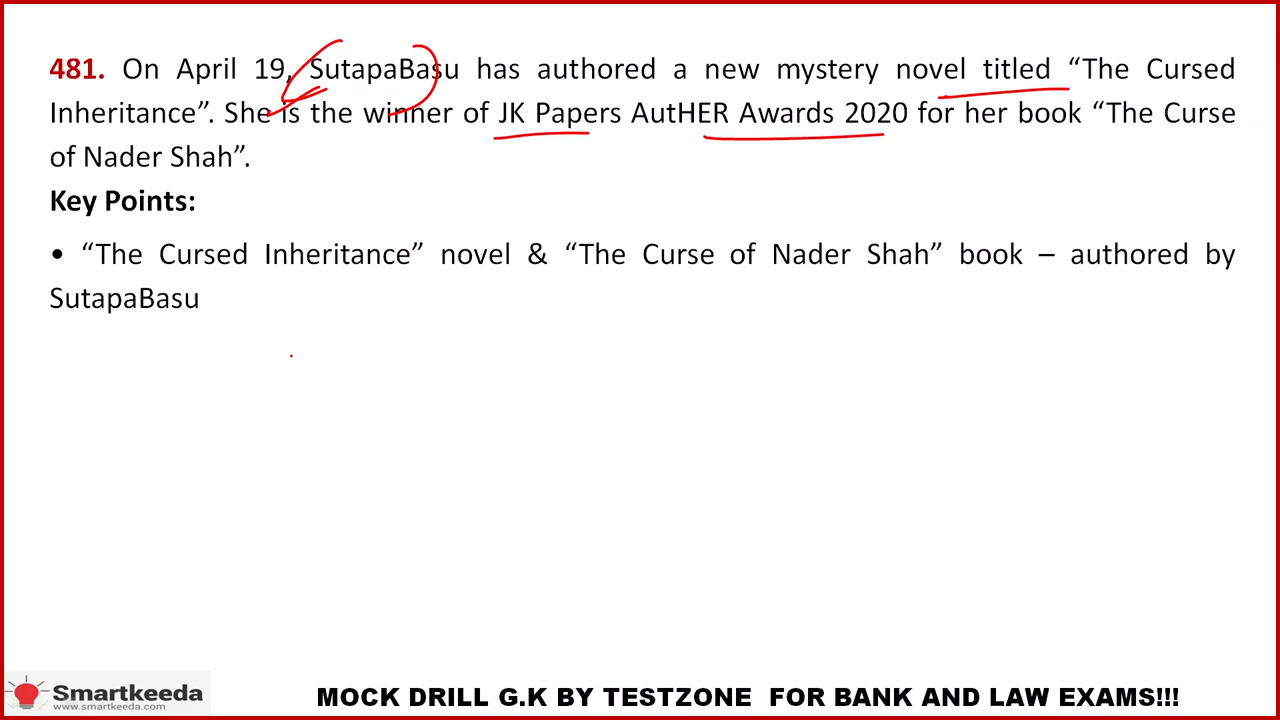 481. On April 19, SutapaBasu has authored a new mystery novel titled “The Cursed
Inheritance”. She is the winner of JK Papers AutHER Awards 2020 for her book “The Curse
of Nader Shah”.
Key Points:
• “The Cursed Inheritance” novel & “The Curse of Nader Shah” book – authored by
SutapaBasu
Smartkeeda
www.smartkeeda.com
MOCK DRILL G.K BY TESTZONE FOR BANK AND LAW EXAMS!!!